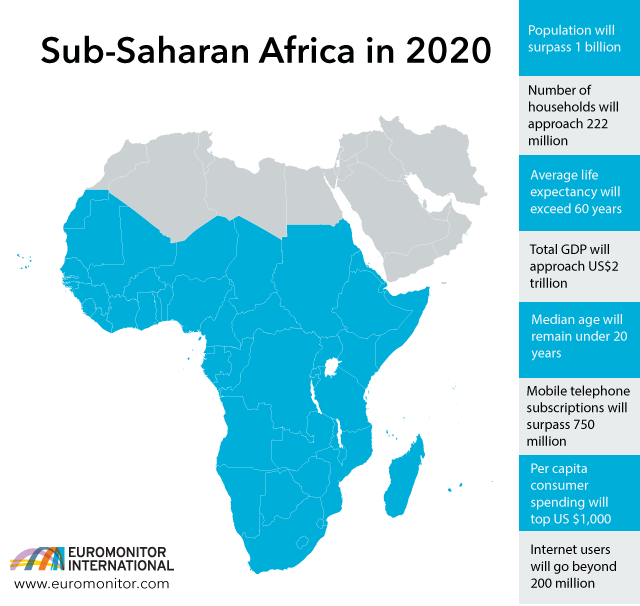 Sub-Saharan Africa in 2020
Population will
surpass 1 billion
Number of
households will
approach 222
million
Average life
expectancy will
exceed 60 years
Total GDP will
approach US$2
trillion
Median age will
remain under 20
years
Mobile telephone
subscriptions will
surpass 750
million
Per capita
consumer
spending will
top US $1,000
Internet users
will go beyond
200 million
EUROMONITOR
INTERNATIONAL
www.euromonitor.com